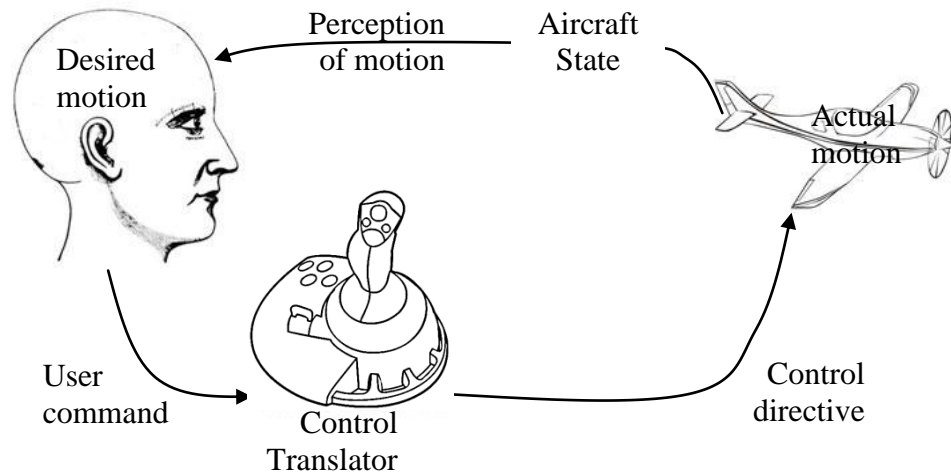 Perception
of motion
Aircraft
State
Desired
motion
Actual
motion
User
command
Control
Translator
Control
directive